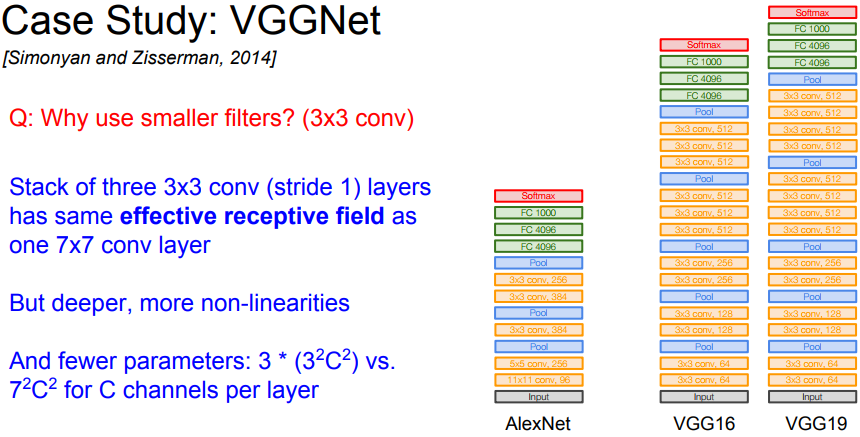 Case Study: VGGNet
[Simonyan and Zisserman, 2014]
Q: Why use smaller filters? (3x3 conv)
Stack of three 3x3 conv (stride 1) layers
has same effective receptive field as
one 7x7 conv layer
But deeper, more non-linearities
And fewer parameters: 3 * (3²C²) vs.
7²C² for C channels per layer
Softmax
FC 1000
FC 4096
FC 4096
Pool
3x3 conv, 256
3x3 conv, 384
Pool
3x3 conv, 384
Pool
5x5 conv, 256
11x11 conv, 96
Input
AlexNet
Softmax
FC 1000
FC 4096
FC 4096
Pool
3x3 conv, 512
3x3 conv, 512
3x3 conv, 512
Pool
3x3 conv, 512
3x3 conv, 512
3x3 conv, 512
Pool
3x3 conv, 256
3x3 conv, 256
Pool
3x3 conv, 128
3x3 conv, 128
Pool
3x3 conv, 64
3x3 conv, 64
Input
VGG16
Softmax
FC 1000
FC 4096
FC 4096
Pool
3x3 conv, 512
3x3 conv, 512
3x3 conv, 512
3x3 conv, 512
Pool
3x3 conv, 512
3x3 conv, 512
3x3 conv, 512
3x3 conv, 512
Pool
3x3 conv, 256
3x3 conv, 256
Pool
3x3 conv, 128
3x3 conv, 128
Pool
3x3 conv, 64
3x3 conv, 64
Input
VGG19